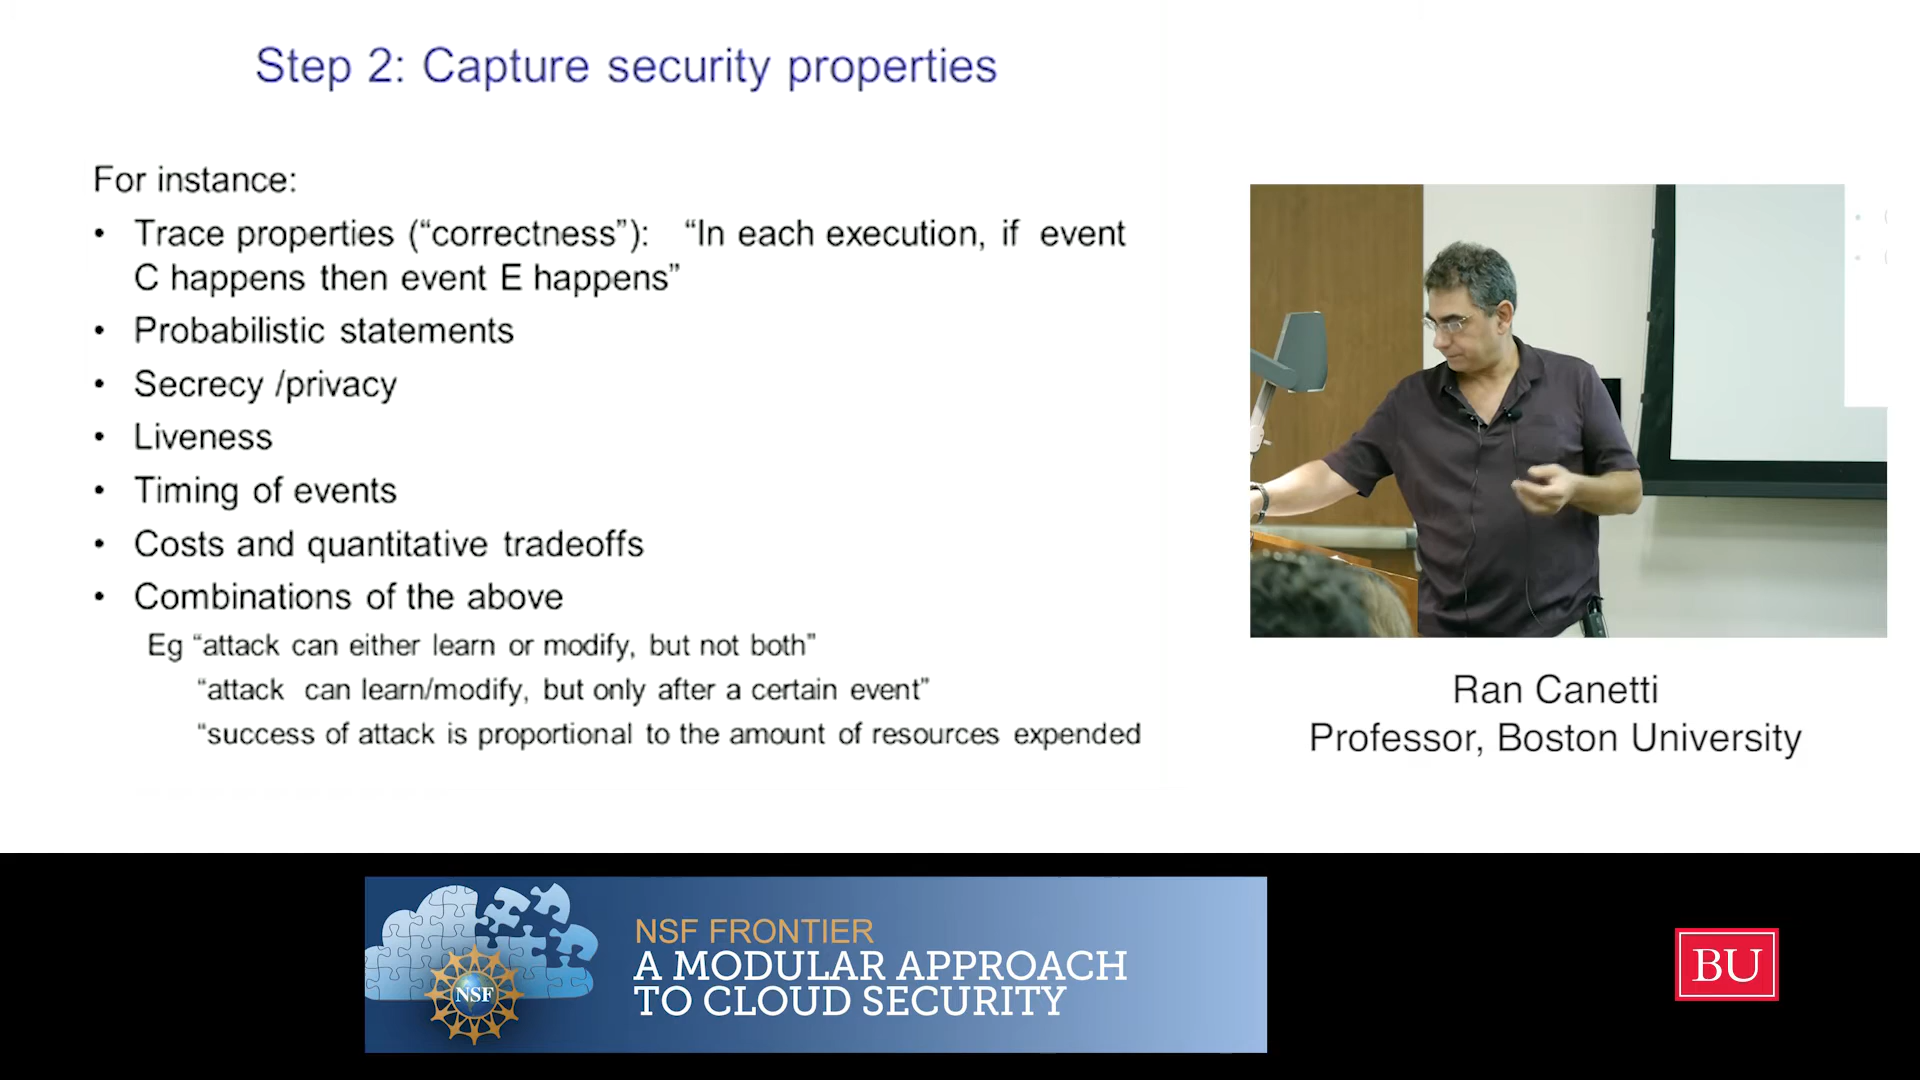 Step 2: Capture security properties
For instance:
• Trace properties (“correctness”): “In each execution, if event
C happens then event E happens”
• Probabilistic statements
• Secrecy /privacy
• Liveness
• Timing of events
• Costs and quantitative tradeoffs
• Combinations of the above
Eg “attack can either learn or modify, but not both”
“attack can learn/modify, but only after a certain event”
“success of attack is proportional to the amount of resources expended
Ran Canetti
Professor, Boston University
NSF FRONTIER
A MODULAR APPROACH
TO CLOUD SECURITY
NSF
BU